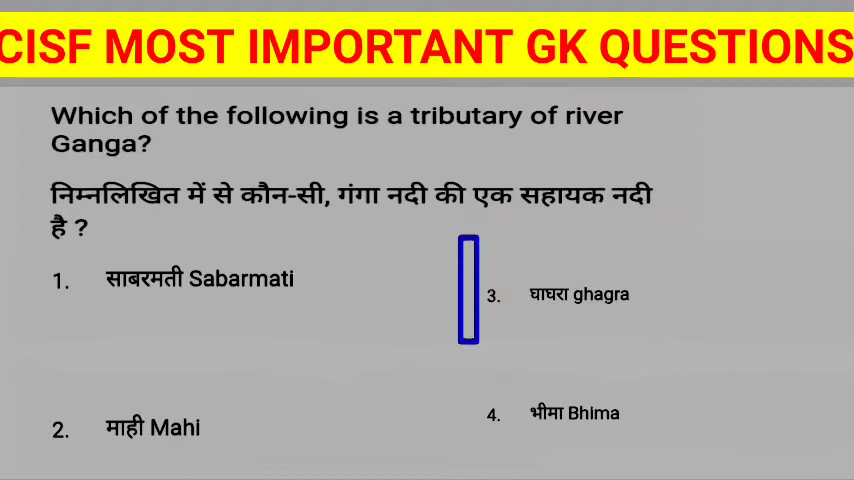 CISF MOST IMPORTANT GK QUESTIONS
Which of the following is a tributary of river
Ganga?
निम्नलिखित में से कौन-सी, गंगा नदी की एक सहायक नदी
है ?
1. साबरमती Sabarmati
3. घाघरा ghagra
2. माही Mahi
4. भीमा Bhima